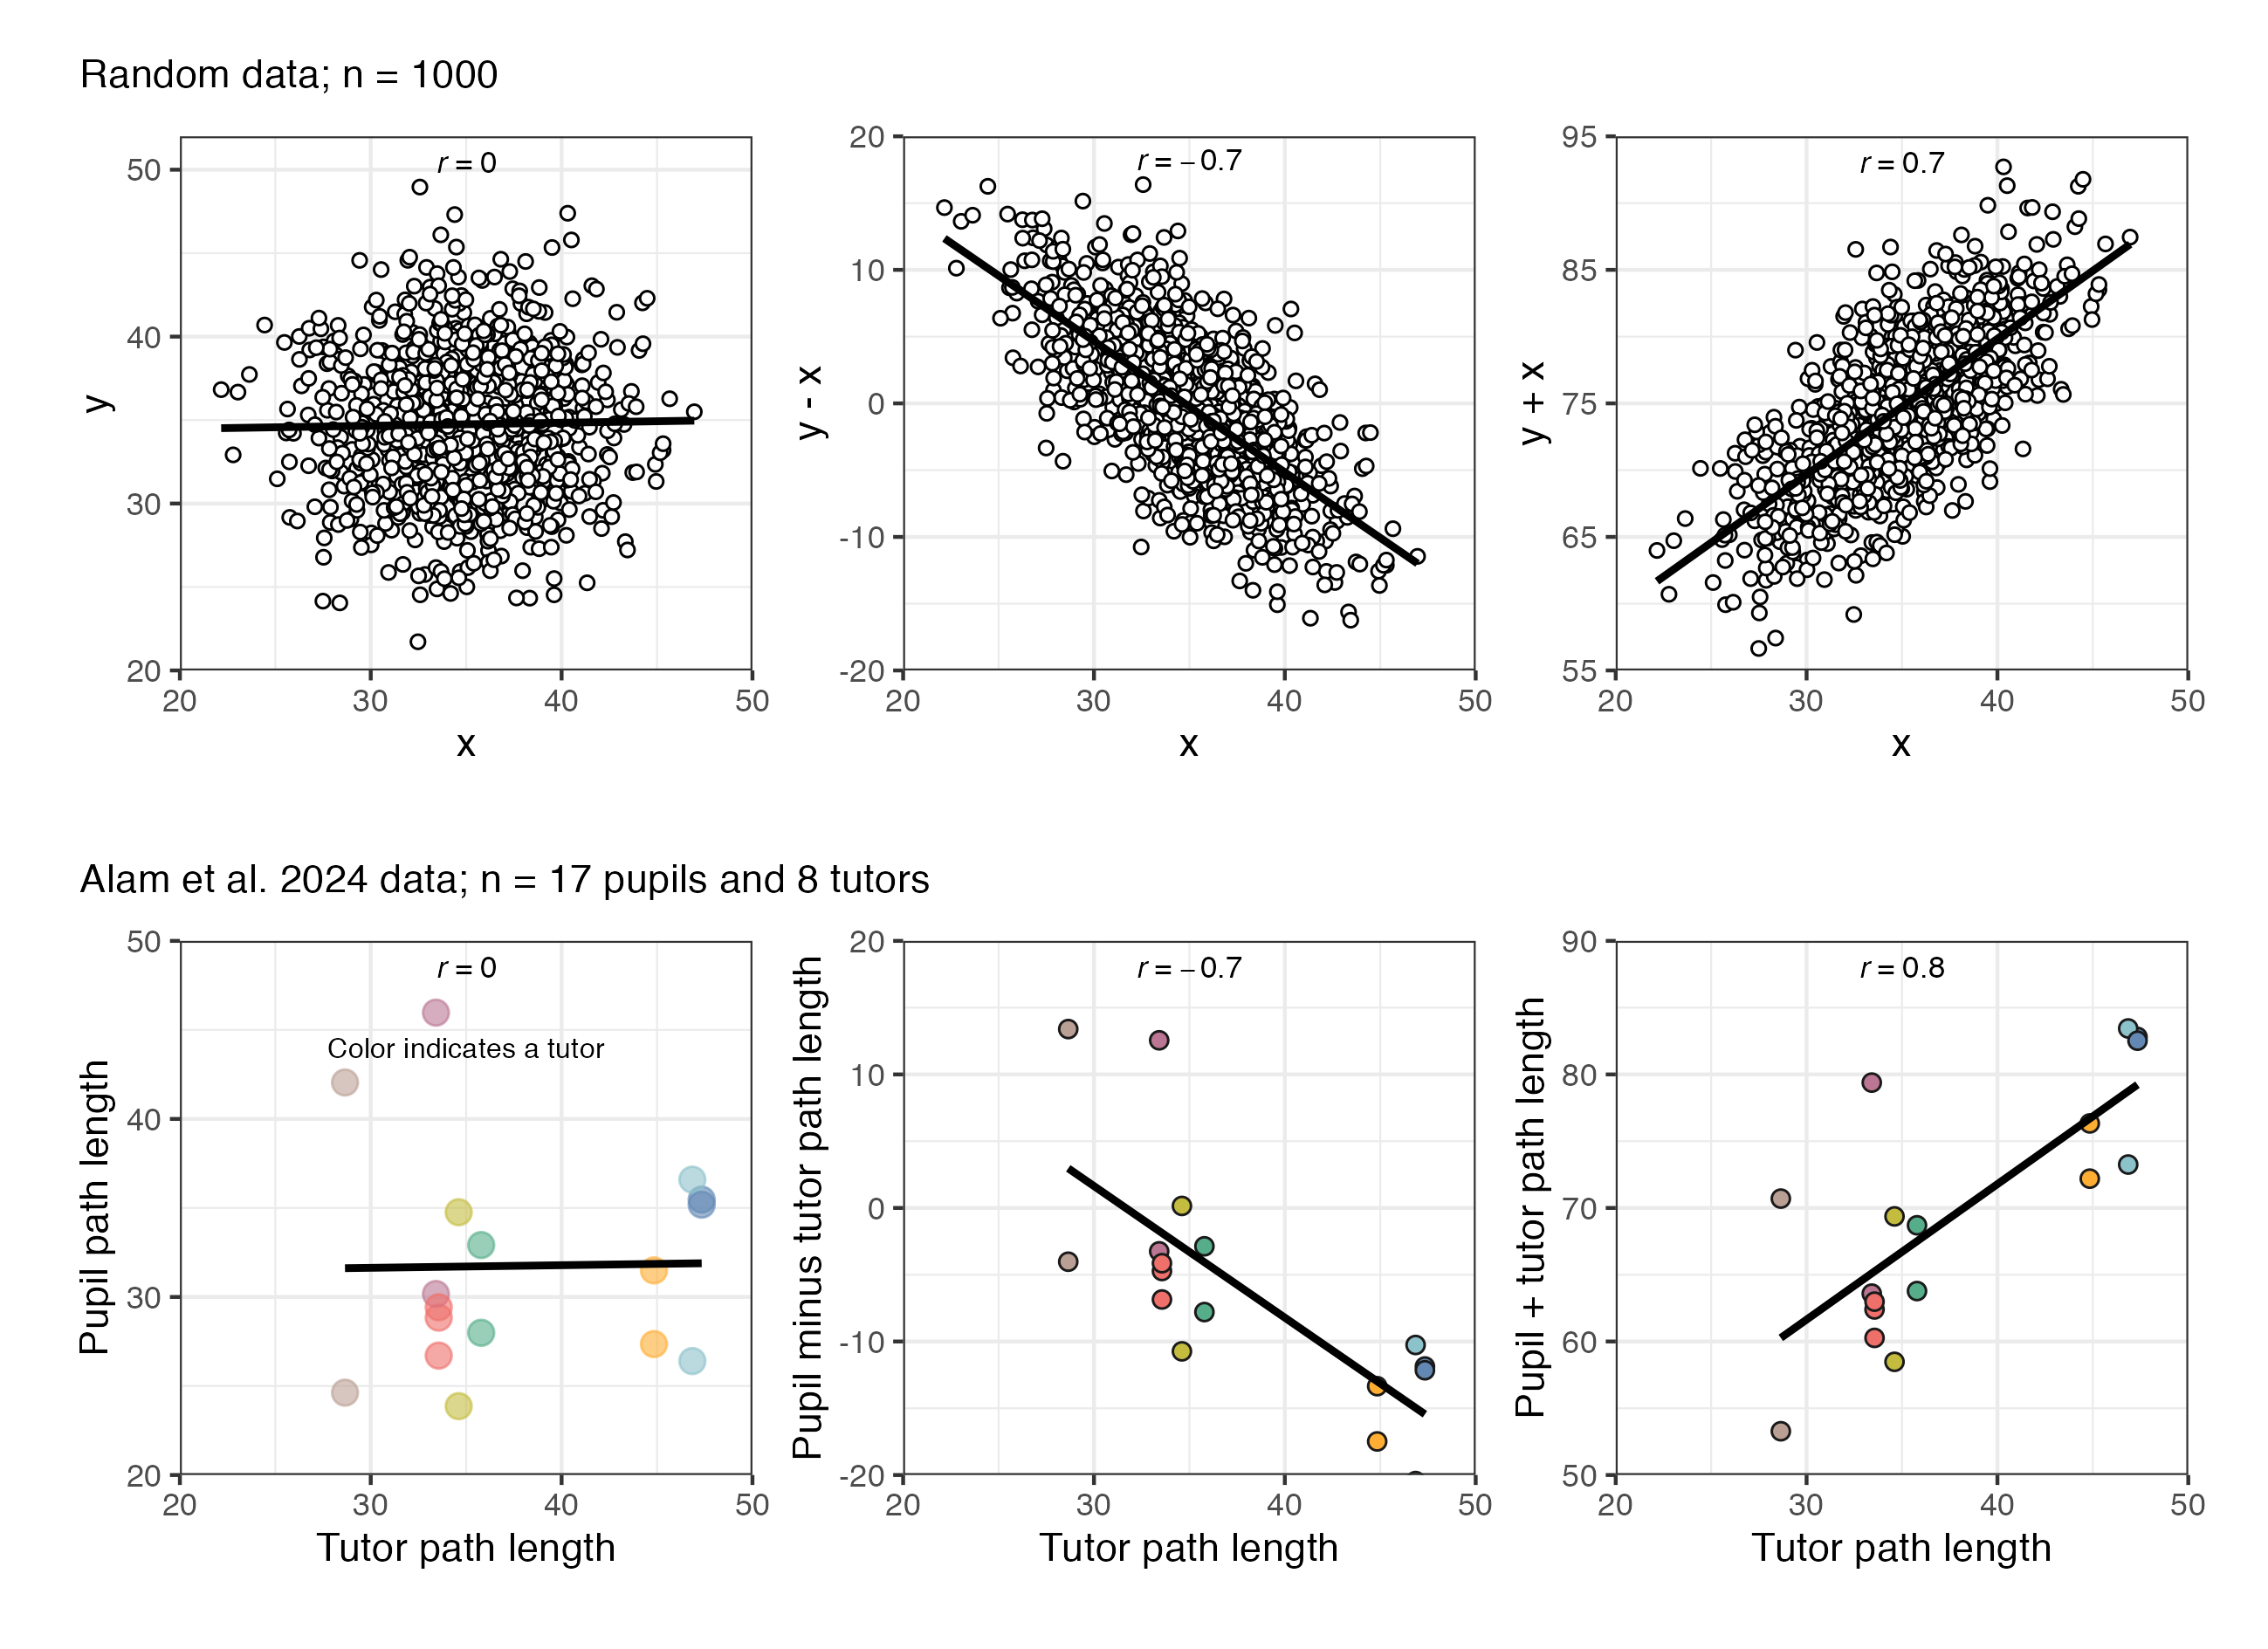 Random data; n = 1000
r = 0
50
40
30
20
20 30 40 50
y
x
r = −0.7
20
10
0
-10
-20
20 30 40 50
y - x
x
r = 0.7
95
85
75
65
55
20 30 40 50
y + x
x
Alam et al. 2024 data; n = 17 pupils and 8 tutors
r = 0
Color indicates a tutor
50
40
30
20
20 30 40 50
Pupil path length
Tutor path length
r = −0.7
20
10
0
-10
-20
20 30 40 50
Pupil minus tutor path length
Tutor path length
r = 0.8
90
80
70
60
50
20 30 40 50
Pupil + tutor path length
Tutor path length